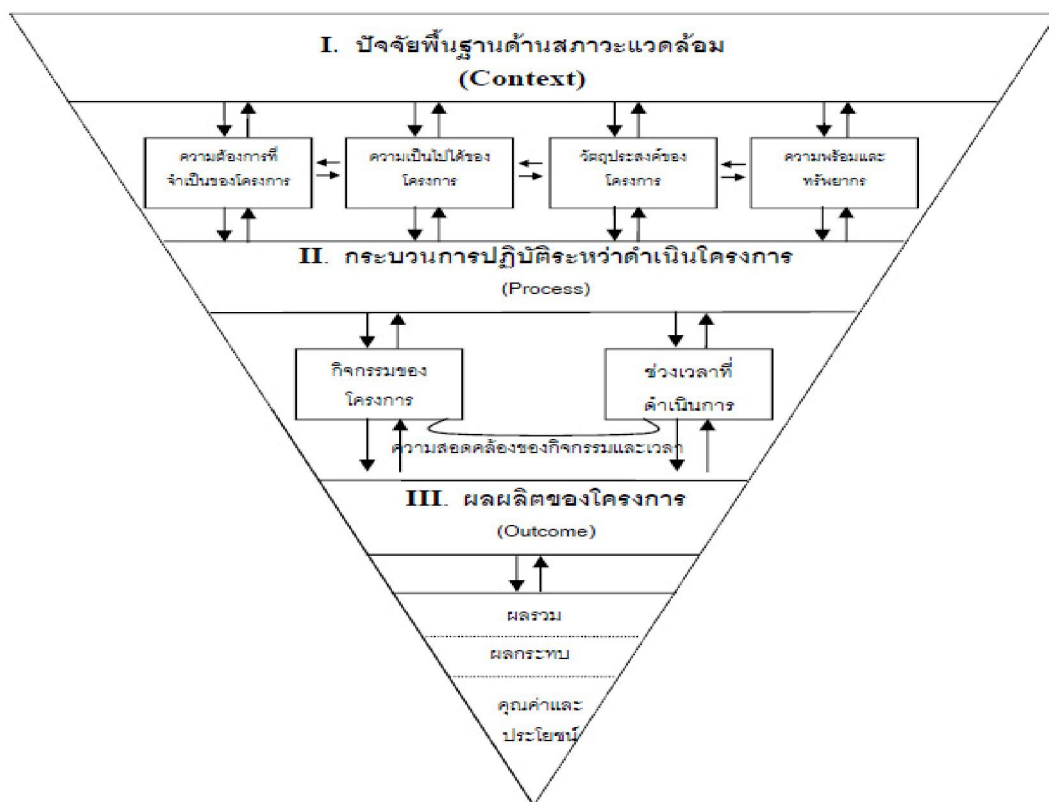 I. ปัจจัยพื้นฐานด้านสภาวะแวดล้อม
(Context)
ความต้องการที่
จำเป็นของโครงการ
ความเป็นไปได้ของ
โครงการ
วัตถุประสงค์ของ
โครงการ
ความพร้อมและ
ทรัพยากร
II. กระบวนการปฏิบัติระหว่าดำเนินโครงการ
(Process)
กิจกรรมของ
โครงการ
ช่วงเวลาที่
ดำเนินการ
ความสอดคล้องของกิจกรรมและเวลา
III. ผลผลิตของโครงการ
(Outcome)
ผลรวม
ผลกระทบ
คุณค่าและ
ประโยชน์